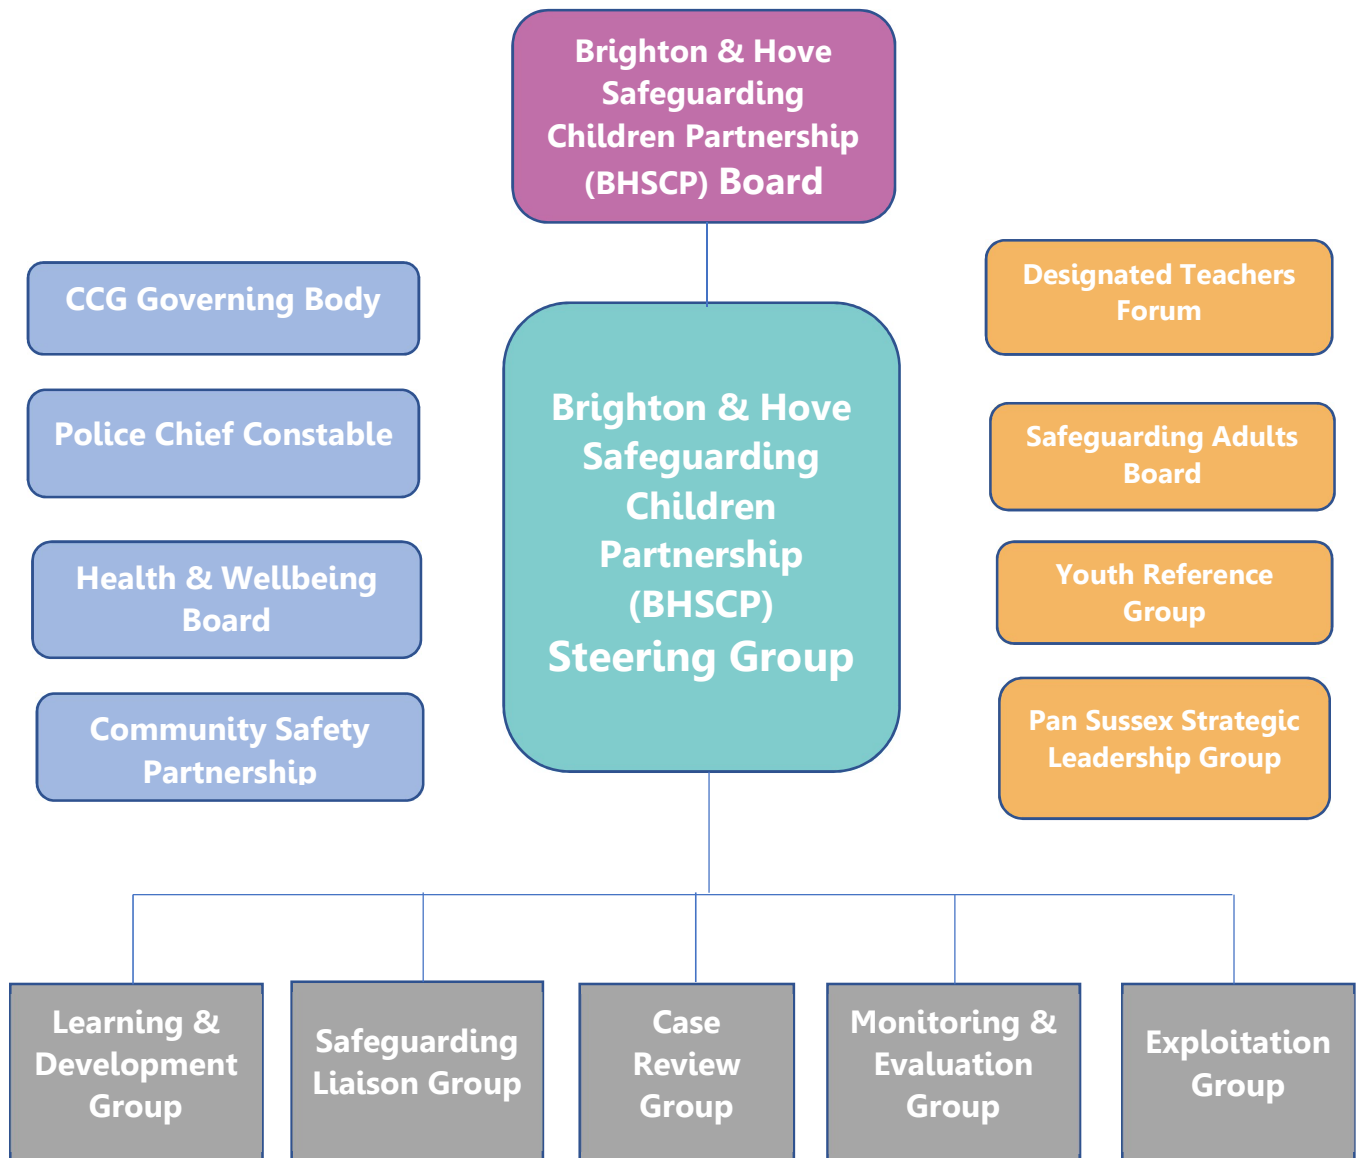 Brighton & Hove
Safeguarding
Children Partnership
(BHSCP) Board
CCG Governing Body
Police Chief Constable
Health & Wellbeing
Board
Community Safety
Partnership
Brighton & Hove
Safeguarding
Children
Partnership
(BHSCP)
Steering Group
Designated Teachers
Forum
Safeguarding Adults
Board
Youth Reference
Group
Pan Sussex Strategic
Leadership Group
Learning &
Development
Group
Safeguarding
Liaison Group
Case
Review
Group
Monitoring &
Evaluation
Group
Exploitation
Group